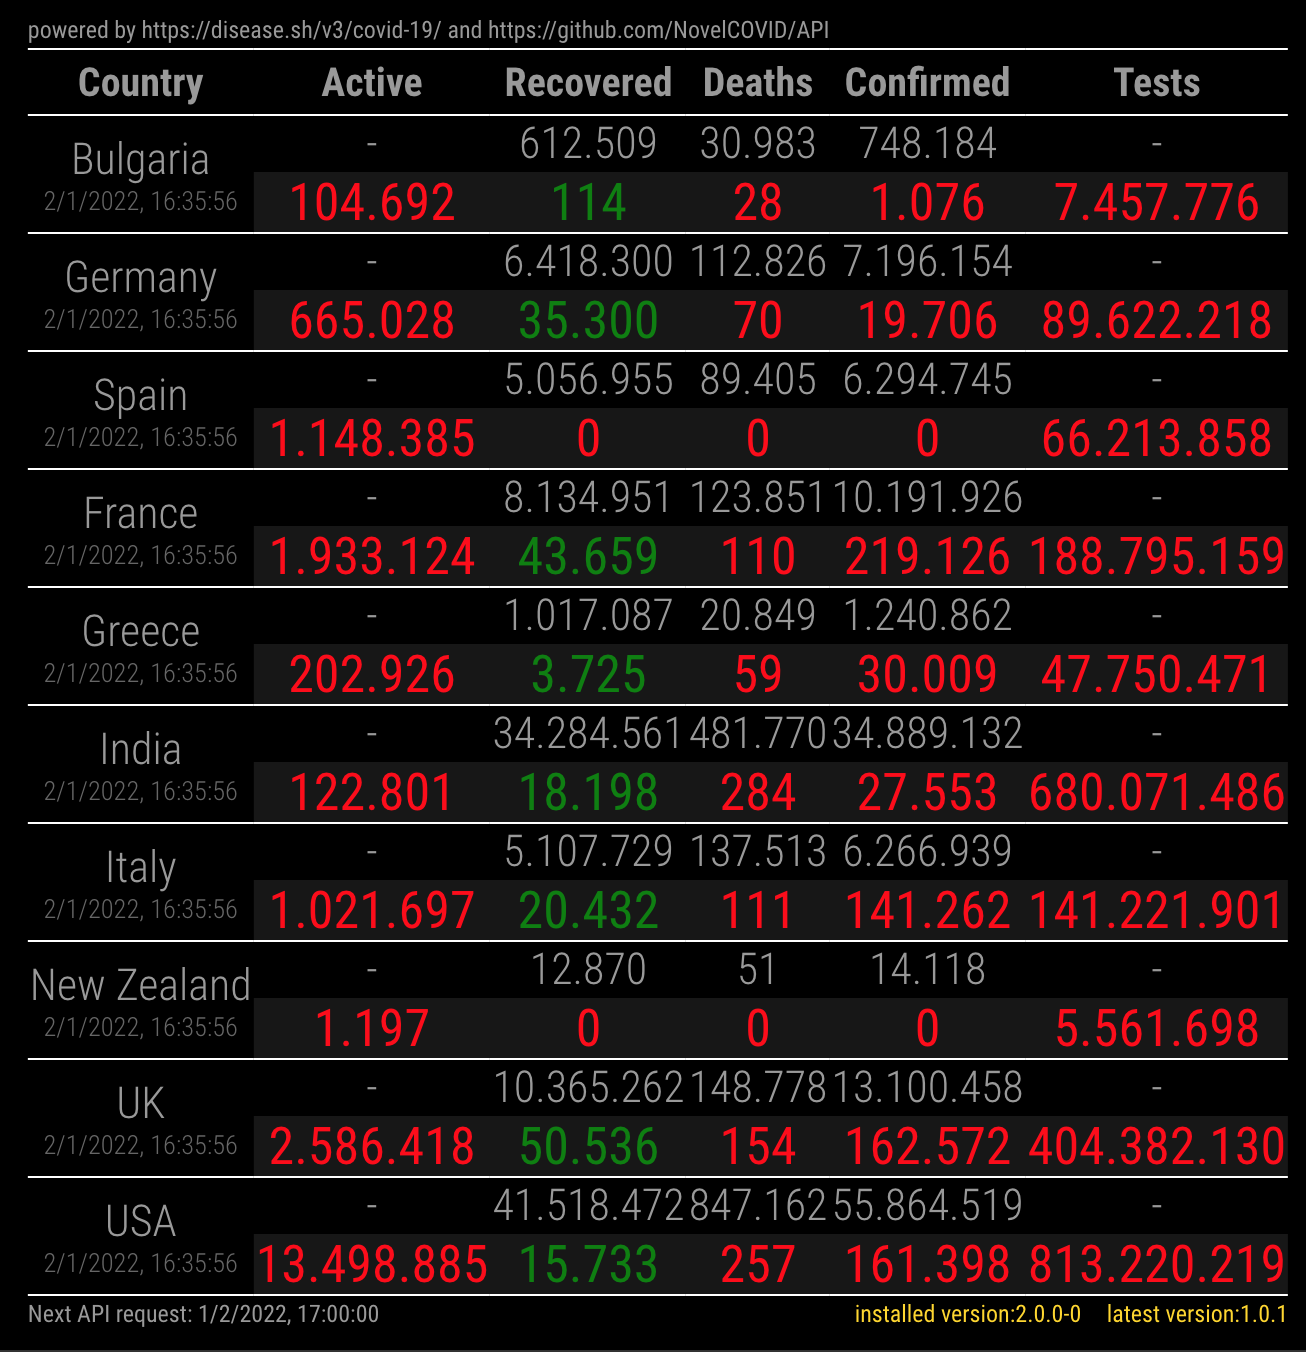 powered by https://disease.sh/v3/covid-19/ and https://github.com/NovelCOVID/API
Country Active Recovered Deaths Confirmed Tests
Bulgaria - 612.509 30.983 748.184 -
2/1/2022, 16:35:56 104.692 114 28 1.076 7.457.776
Germany - 6.418.300 112.826 7.196.154 -
2/1/2022, 16:35:56 665.028 35.300 70 19.706 89.622.218
Spain - 5.056.955 89.405 6.294.745 -
2/1/2022, 16:35:56 1.148.385 0 0 0 66.213.858
France - 8.134.951 123.851 10.191.926 -
2/1/2022, 16:35:56 1.933.124 43.659 110 219.126 188.795.159
Greece - 1.017.087 20.849 1.240.862 -
2/1/2022, 16:35:56 202.926 3.725 59 30.009 47.750.471
India - 34.284.561 481.770 34.889.132 -
2/1/2022, 16:35:56 122.801 18.198 284 27.553 680.071.486
Italy - 5.107.729 137.513 6.266.939 -
2/1/2022, 16:35:56 1.021.697 20.432 111 141.262 141.221.901
New Zealand - 12.870 51 14.118 -
2/1/2022, 16:35:56 1.197 0 0 0 5.561.698
UK - 10.365.262 148.778 13.100.458 -
2/1/2022, 16:35:56 2.586.418 50.536 154 162.572 404.382.130
USA - 41.518.472 847.162 55.864.519 -
2/1/2022, 16:35:56 13.498.885 15.733 257 161.398 813.220.219
Next API request: 1/2/2022, 17:00:00 installed version:2.0.0-0 latest version:1.0.1